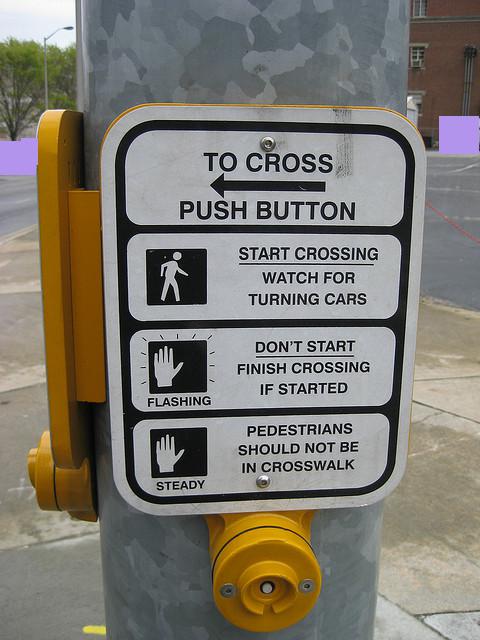 TO CROSS
PUSH BUTTON
START CROSSING
WATCH FOR
TURNING CARS
DON'T START
FINISH CROSSING
IF STARTED
FLASHING
PEDESTRIANS
SHOULD NOT BE
IN CROSSWALK
STEADY